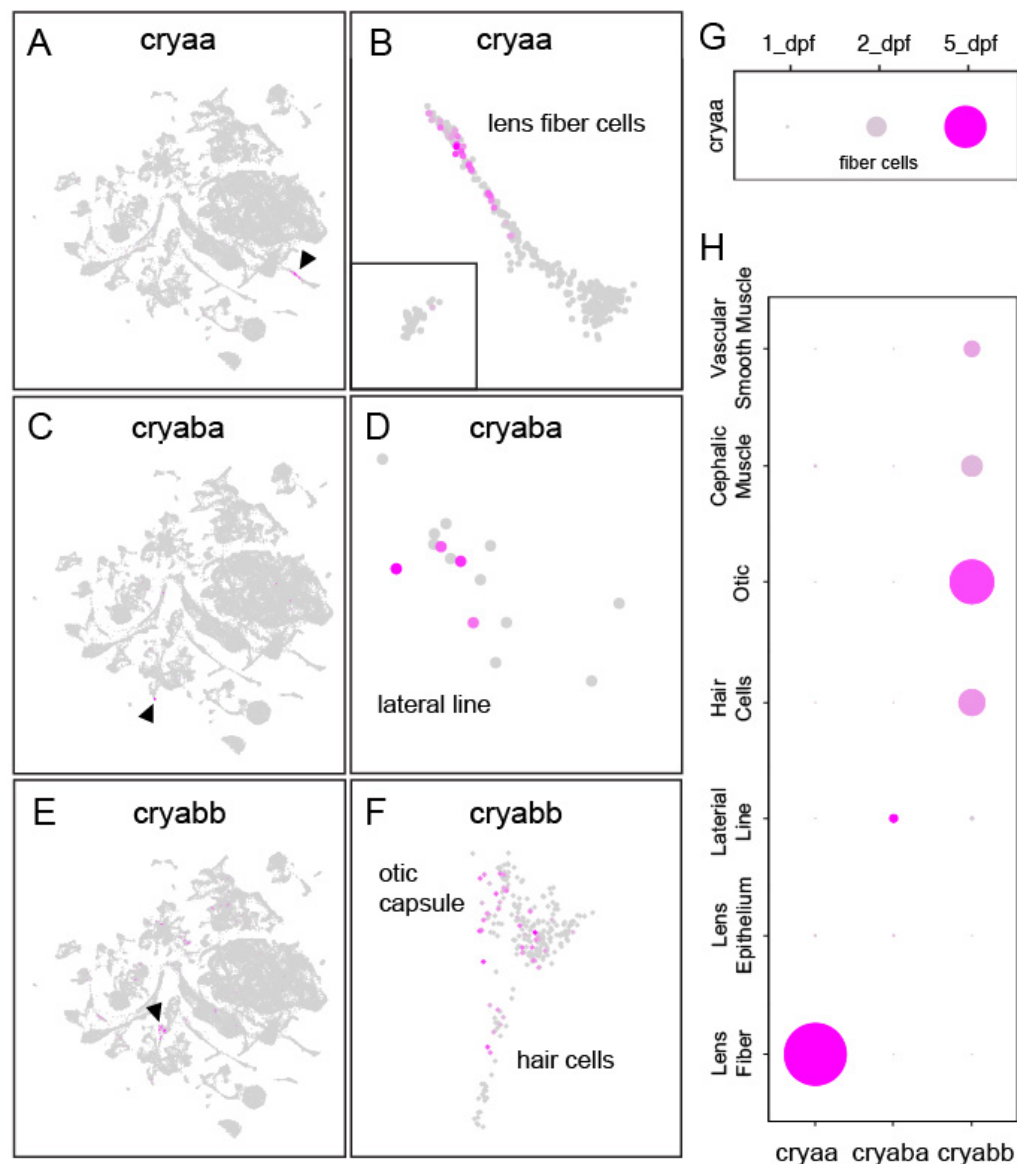 A
cryaa
B
cryaa
lens fiber cells
C
cryaba
D
cryaba
lateral line
E
cryabb
F
cryabb
otic
capsule
hair cells
G
1_dpf 2_dpf 5_dpf
cryaa
fiber cells
H
Vascular
Smooth Muscle
Cephalic
Muscle
Otic
Hair
Cells
Laterial
Line
Lens
Epithelium
Lens
Fiber
cryaa cryaba cryabb